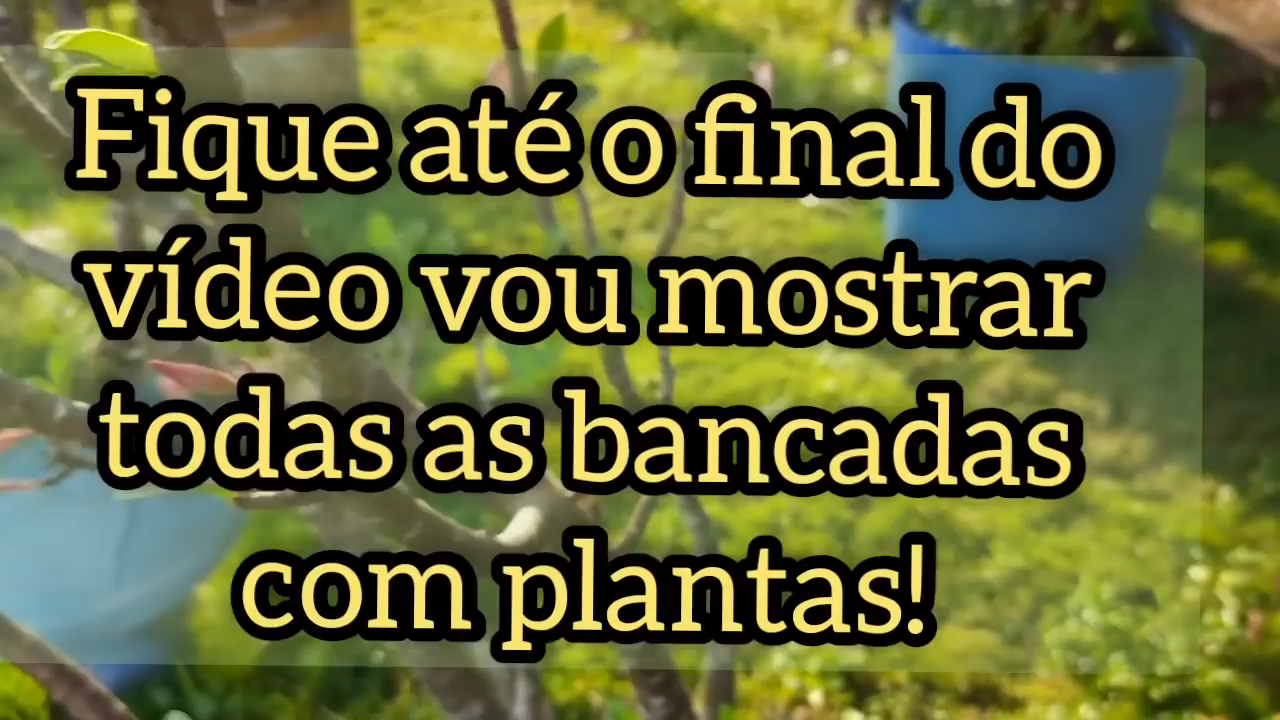 Fique até o final do
vídeo vou mostrar
todas as bancadas
com plantas!